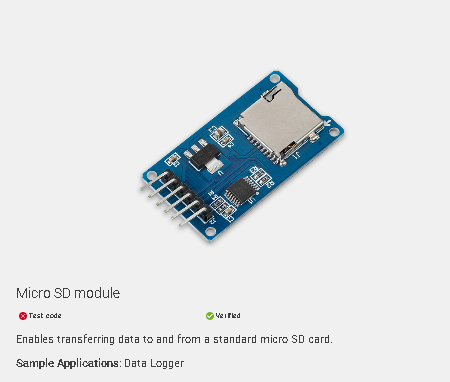 Micro SD module
Test code
Verified
Enables transferring data to and from a standard micro SD card.
Sample Applications: Data Logger